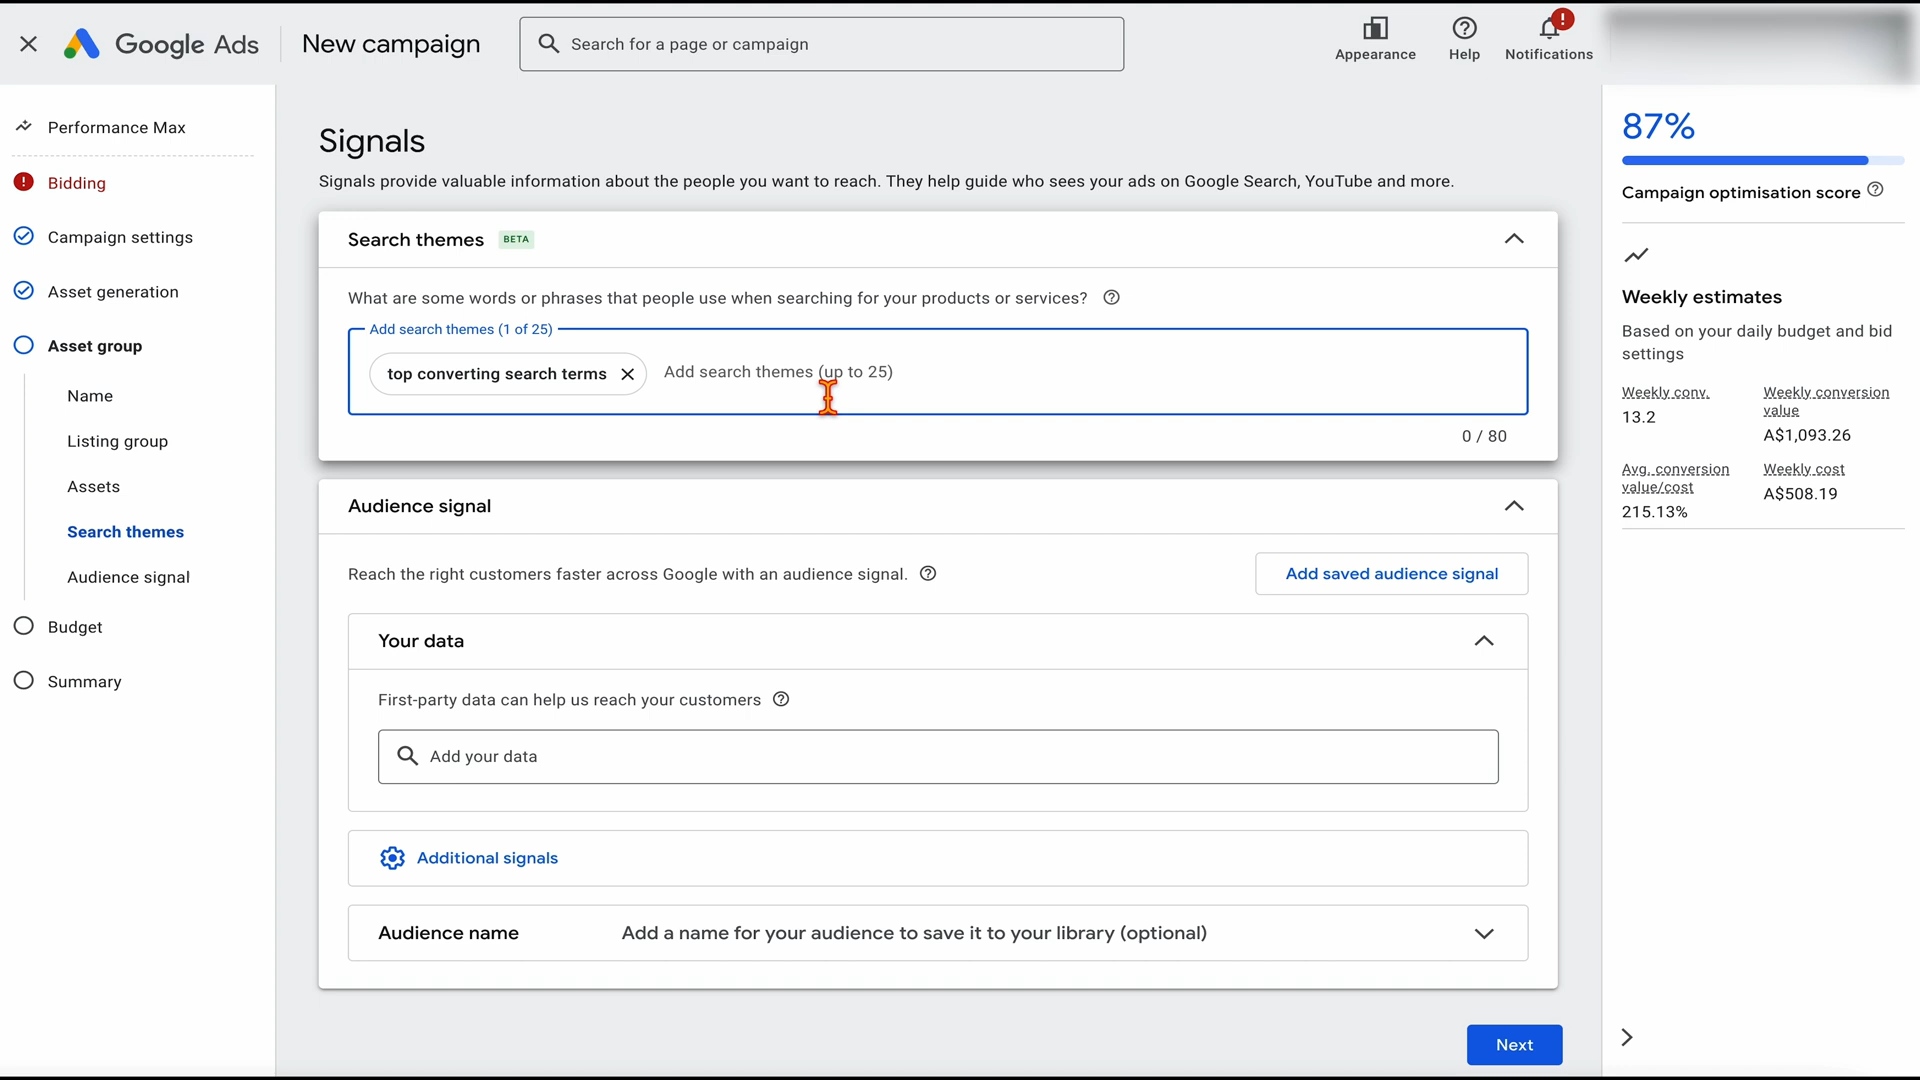 Google Ads
New campaign
Search for a page or campaign
Appearance
Help
!
Notifications
Performance Max
! Bidding
Campaign settings
Asset generation
Asset group
Name
Listing group
Assets
Search themes
Audience signal
Budget
Summary
Signals
Signals provide valuable information about the people you want to reach. They help guide who sees your ads on Google Search, YouTube and more.
Search themes BETA
What are some words or phrases that people use when searching for your products or services?
Add search themes (1 of 25)
top converting search terms
Add search themes (up to 25)
0 / 80
Audience signal
Reach the right customers faster across Google with an audience signal.
Add saved audience signal
Your data
First-party data can help us reach your customers
Add your data
Additional signals
Audience name
Add a name for your audience to save it to your library (optional)
Next
87%
Campaign optimisation score
Weekly estimates
Based on your daily budget and bid
settings
Weekly conv.
13.2
Weekly conversion
value
A$1,093.26
Avg. conversion
value/cost
215.13%
Weekly cost
A$508.19